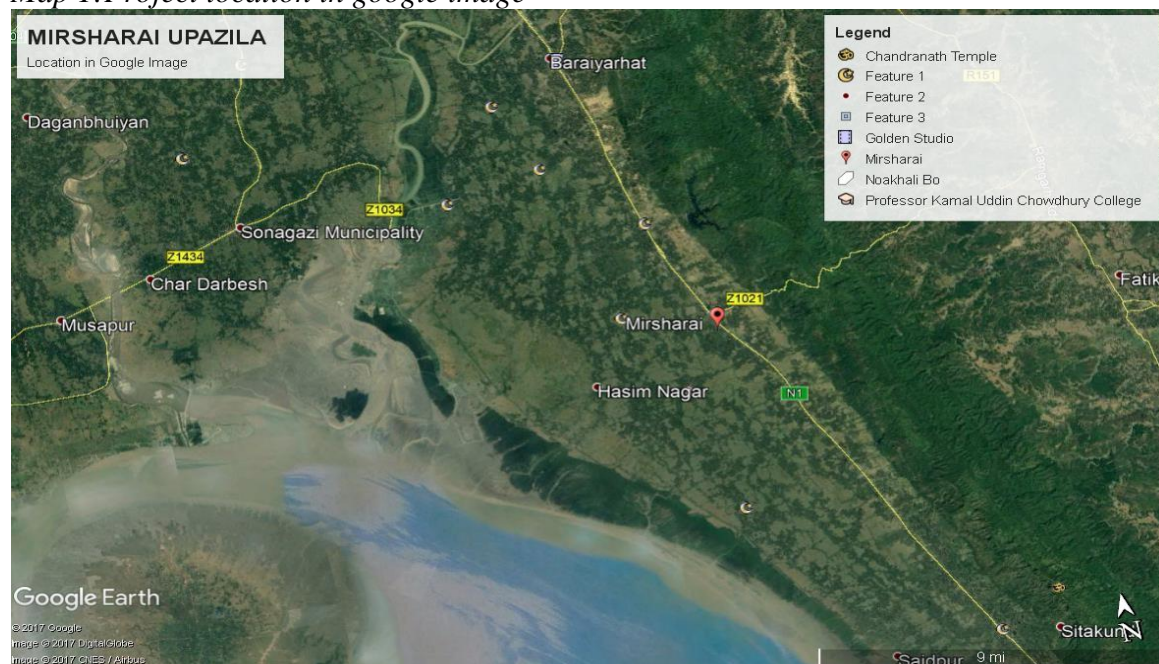 Map 1:Project location in google image
MIRSHARAI UPAZILA
Location in Google Image
Legend
Chandranath Temple
Feature 1
Feature 2
Feature 3
Golden Studio
Mirsharai
Noakhali Bo
Professor Kamal Uddin Chowdhury College
R151
Baraiyarhat
Daganbhuiyan
Z1034
Sonagazi Municipality
Z1434
Char Darbesh
Musapur
Z1021
Mirsharai
Fatik
Hasim Nagar
N1
Google Earth
© 2017 Google
Image © 2017 DigitalGlobe
Image © 2017 CNES / Airbus
N
Sitakund
Saidpur
9 mi